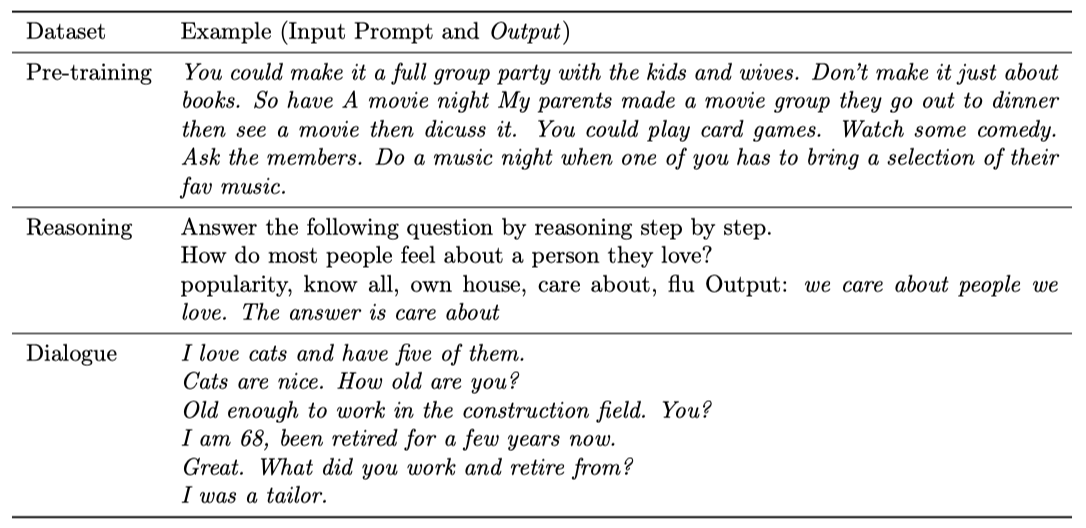 Dataset Example (Input Prompt and Output)
Pre-training You could make it a full group party with the kids and wives. Don't make it just about
books. So have A movie night My parents made a movie group they go out to dinner
then see a movie then dicuss it. You could play card games. Watch some comedy.
Ask the members. Do a music night when one of you has to bring a selection of their
fav music.
Reasoning Answer the following question by reasoning step by step.
How do most people feel about a person they love?
popularity, know all, own house, care about, flu Output: we care about people we
love. The answer is care about
Dialogue I love cats and have five of them.
Cats are nice. How old are you?
Old enough to work in the construction field. You?
I am 68, been retired for a few years now.
Great. What did you work and retire from?
I was a tailor.